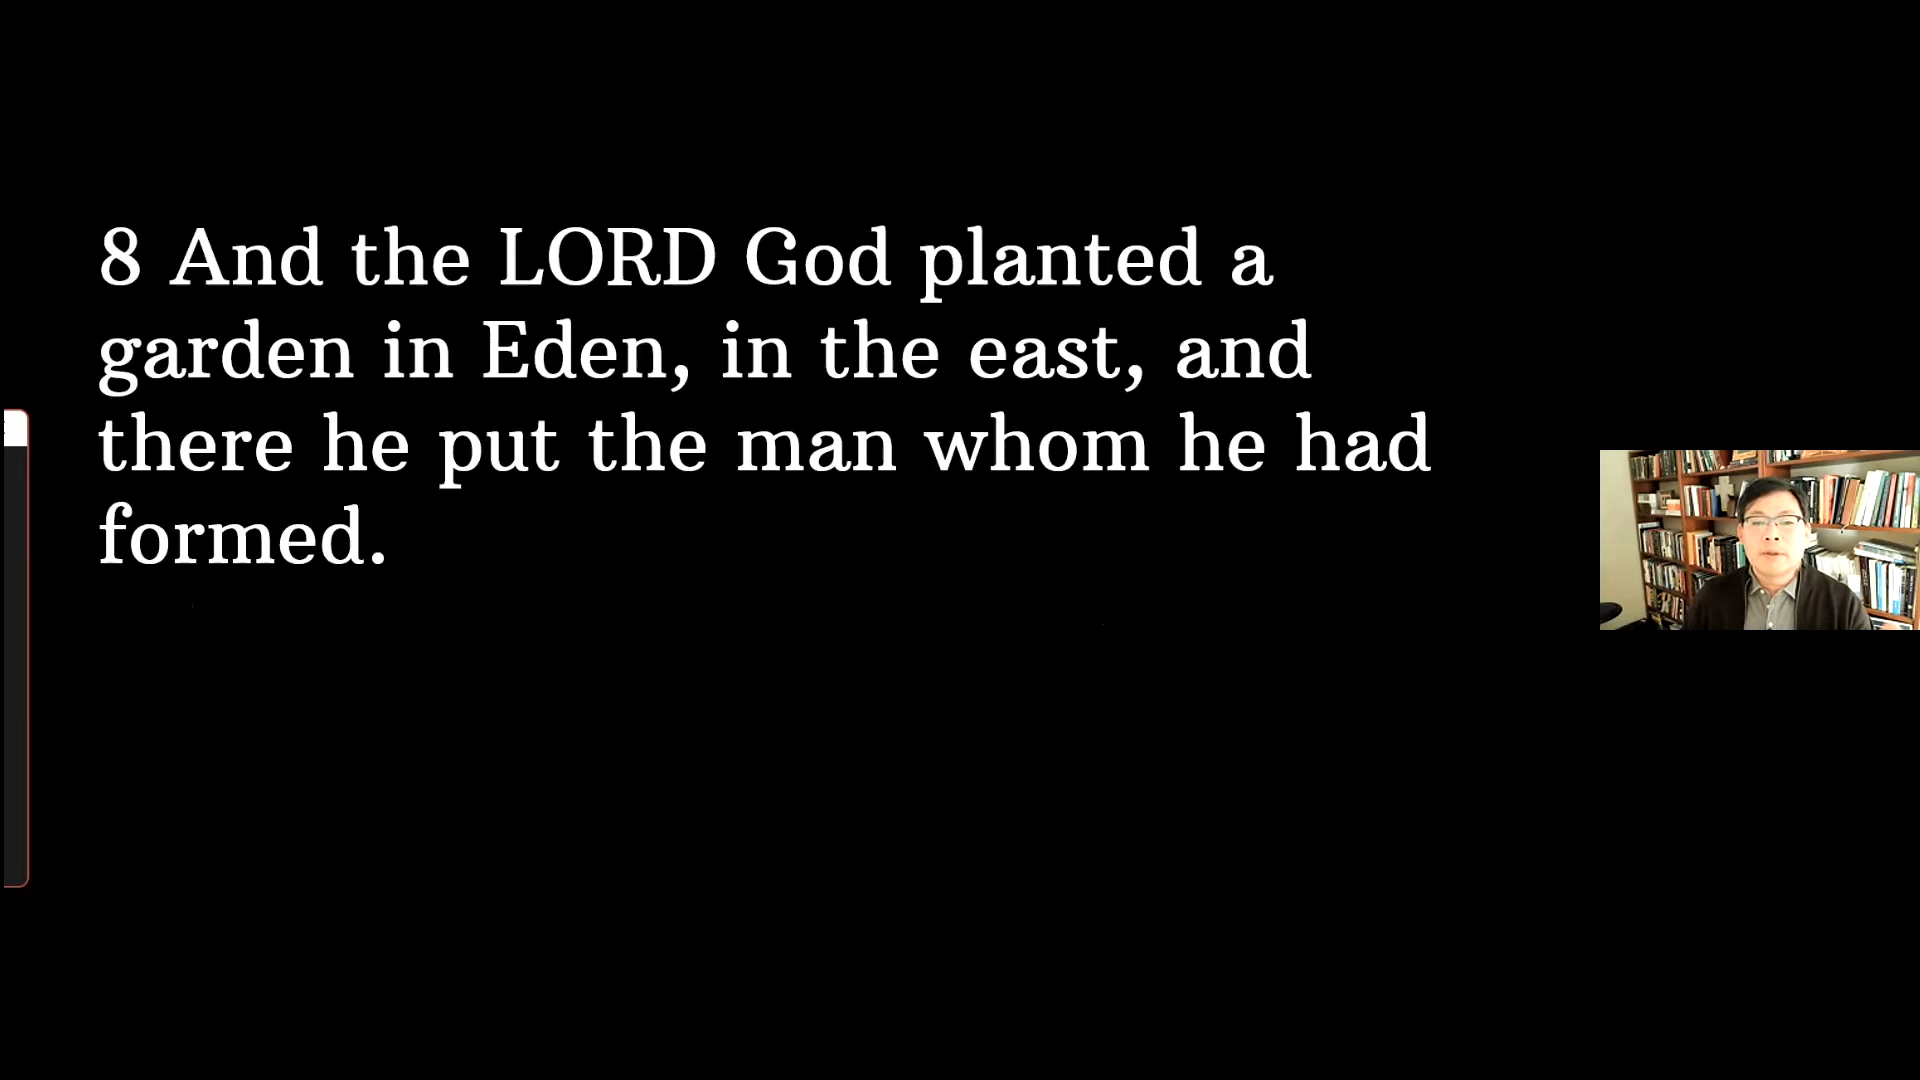 8 And the LORD God planted a
garden in Eden, in the east, and
there he put the man whom he had
formed.